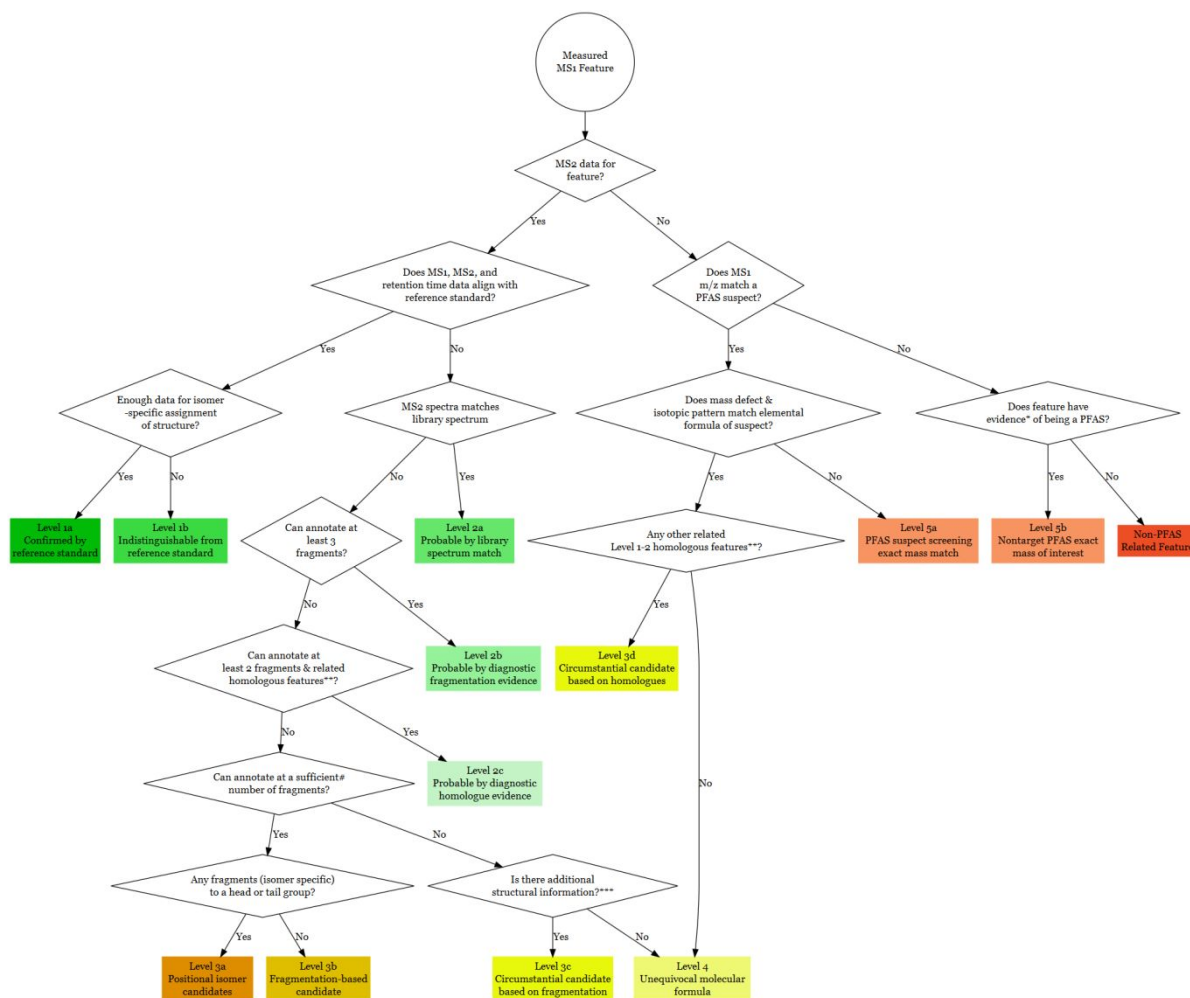 Measured
MS1 Feature
MS2 data for
feature?
Yes
No
Does MS1, MS2, and
retention time data align with
reference standard?
Does MS1
m/z match a
PFAS suspect?
Yes
No
Yes
No
Enough data for isomer
-specific assignment
of structure?
MS2 spectra matches
library spectrum
Does mass defect &
isotopic pattern match elemental
formula of suspect?
Does feature have
evidence* of being a PFAS?
Yes
No
No
Yes
Yes
No
Yes
No
Level 1a
Confirmed by
reference standard
Level 1b
Indistinguishable from
reference standard
Can annotate at
least 3
fragments?
Level 2a
Probable by library
spectrum match
Any other related
Level 1-2 homologous features**?
Level 5a
PFAS suspect screening
exact mass match
Level 5b
Nontarget PFAS exact
mass of interest
Non-PFAS
Related Feature
No
Yes
Yes
No
Can annotate at
least 2 fragments & related
homologous features**?
Level 2b
Probable by diagnostic
fragmentation evidence
Level 3d
Circumstantial candidate
based on homologues
No
Yes
Can annotate at a sufficient#
number of fragments?
Level 2c
Probable by diagnostic
homologue evidence
Yes
No
Any fragments (isomer specific)
to a head or tail group?
Is there additional
structural information?***
Yes
No
Yes
No
Level 3a
Positional isomer
candidates
Level 3b
Fragmentation-based
candidate
Level 3c
Circumstantial candidate
based on fragmentation
Level 4
Unequivocal molecular
formula